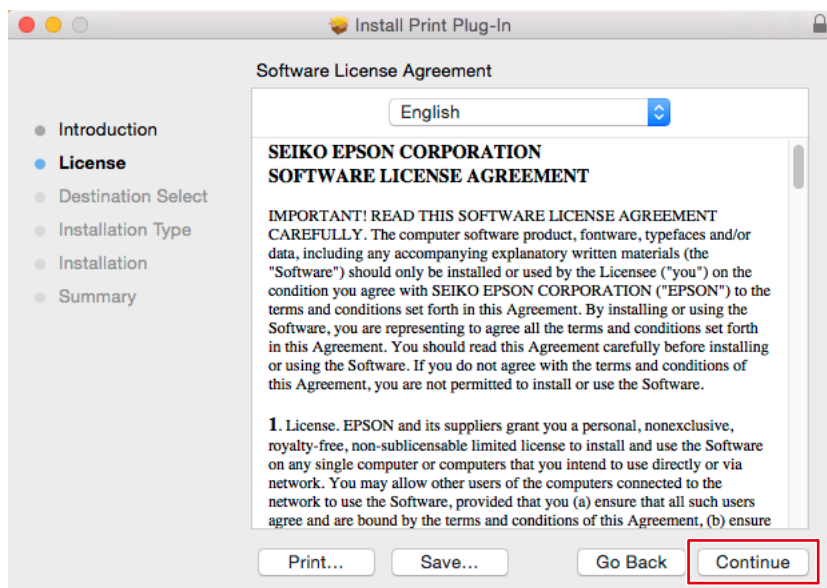 Install Print Plug-In
Software License Agreement
Introduction
License
Destination Select
Installation Type
Installation
Summary
English
SEIKO EPSON CORPORATION
SOFTWARE LICENSE AGREEMENT
IMPORTANT! READ THIS SOFTWARE LICENSE AGREEMENT
CAREFULLY. The computer software product, fontware, typefaces and/or
data, including any accompanying explanatory written materials (the
"Software") should only be installed or used by the Licensee ("you") on the
condition you agree with SEIKO EPSON CORPORATION ("EPSON") to the
terms and conditions set forth in this Agreement. By installing or using the
Software, you are representing to agree all the terms and conditions set forth
in this Agreement. You should read this Agreement carefully before installing
or using the Software. If you do not agree with the terms and conditions of
this Agreement, you are not permitted to install or use the Software.
1. License. EPSON and its suppliers grant you a personal, nonexclusive,
royalty-free, non-sublicensable limited license to install and use the Software
on any single computer or computers that you intend to use directly or via
network. You may allow other users of the computers connected to the
network to use the Software, provided that you (a) ensure that all such users
agree and are bound by the terms and conditions of this Agreement, (b) ensure
Print...
Save...
Go Back
Continue